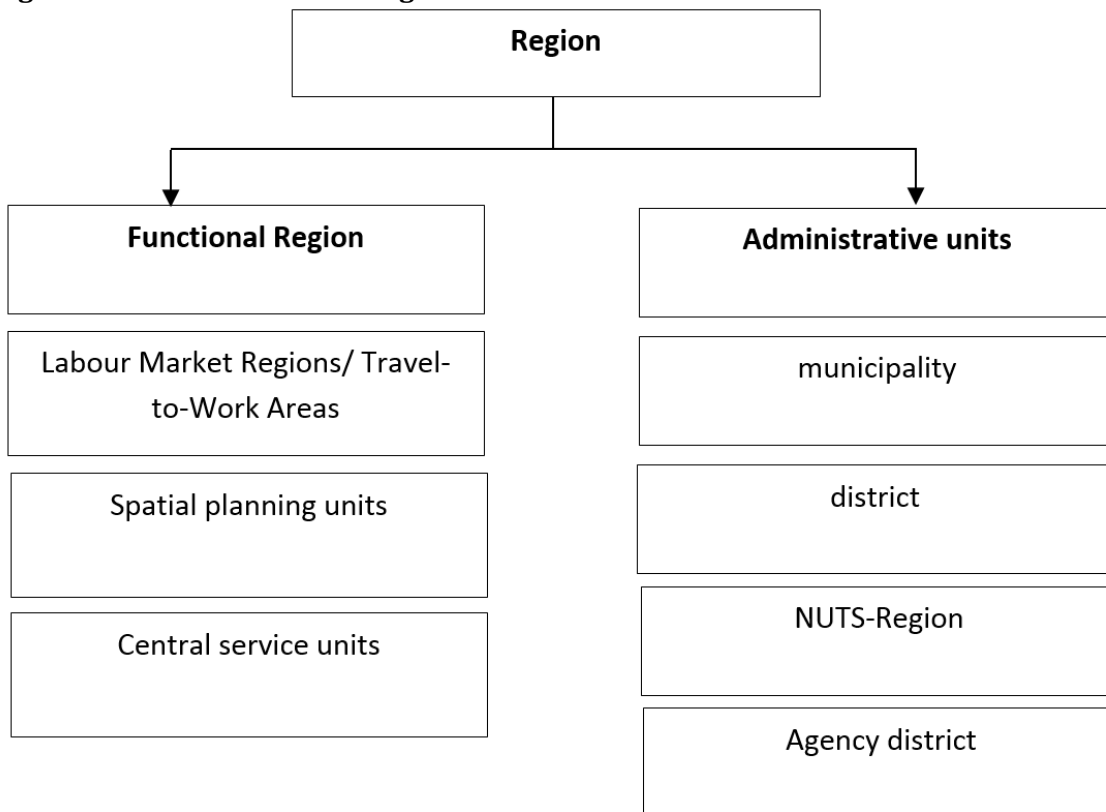 Region
Functional Region
Labour Market Regions/ Travel-
to-Work Areas
Spatial planning units
Central service units
Administrative units
municipality
district
NUTS-Region
Agency district